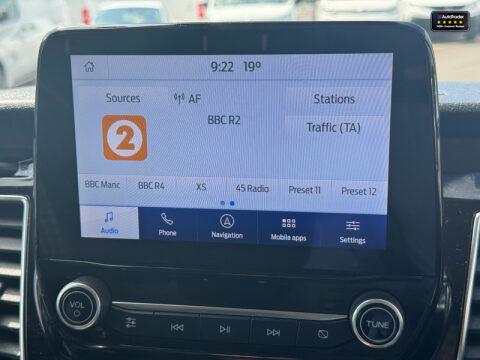 AutoTrader
9:22 19°
Sources
AF
Stations
BBC R2
2
Traffic (TA)
BBC Manc BBC R4 XS 45 Radio Preset 11 Preset 12
Audio Phone Navigation Mobile apps Settings
VOL
TUNE